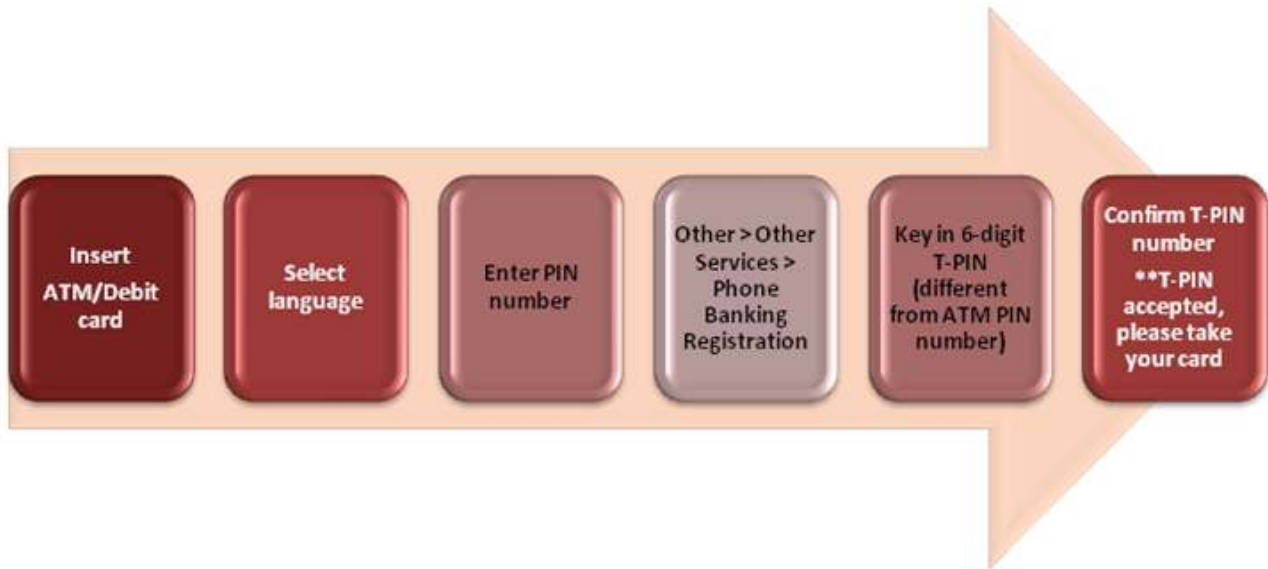 Insert
ATM/Debit
card
Select
language
Enter PIN
number
Other > Other
Services >
Phone
Banking
Registration
Key in 6-digit
T-PIN
(different
from ATM PIN
number)
Confirm T-PIN
number
**T-PIN
accepted,
please take
your card